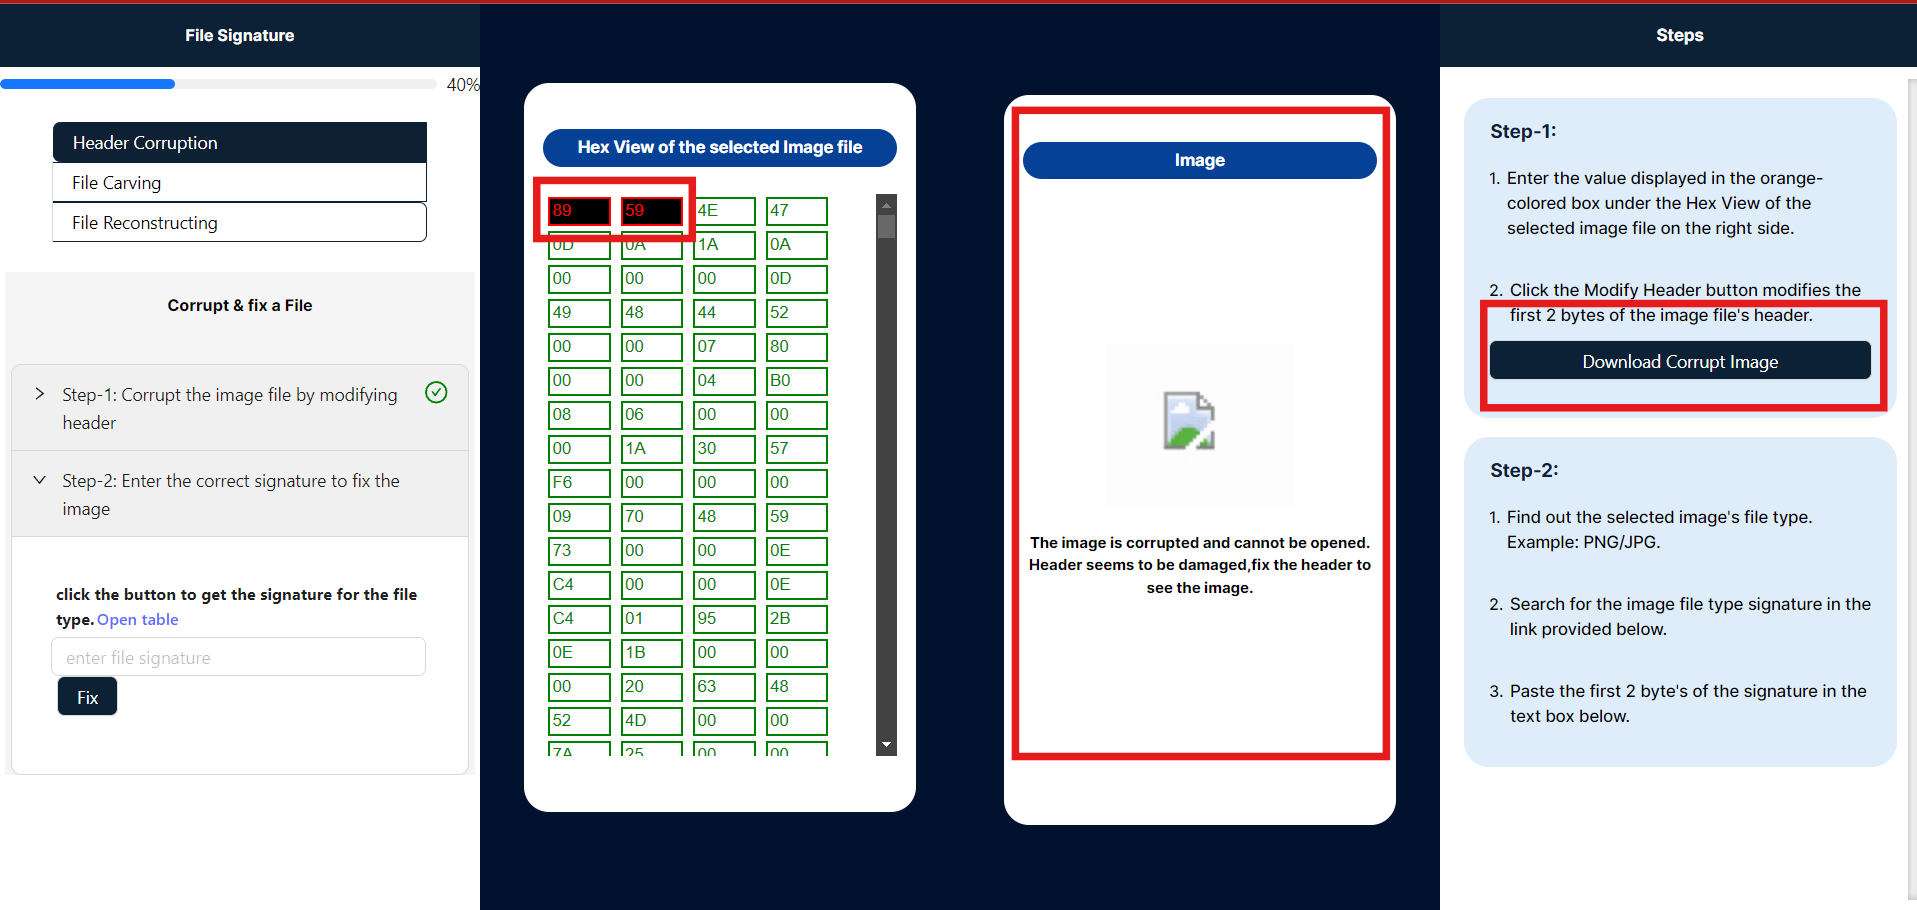 File Signature
40%
Header Corruption
File Carving
File Reconstructing
Corrupt & fix a File
Step-1: Corrupt the image file by modifying
header
Step-2: Enter the correct signature to fix the
image
click the button to get the signature for the file
type. Open table
enter file signature
Fix
Hex View of the selected Image file
89 59 4E 47
0D 0A 1A 0A
00 00 00 0D
49 48 44 52
00 00 07 80
00 00 04 B0
08 06 00 00
00 1A 30 57
F6 00 00 00
09 70 48 59
73 00 00 0E
C4 00 00 0E
C4 01 95 2B
0E 1B 00 00
00 20 63 48
52 4D 00 00
7A 25 00 00
Image
The image is corrupted and cannot be opened.
Header seems to be damaged,fix the header to
see the image.
Steps
Step-1:
1. Enter the value displayed in the orange-
colored box under the Hex View of the
selected image file on the right side.
2. Click the Modify Header button modifies the
first 2 bytes of the image file's header.
Download Corrupt Image
Step-2:
1. Find out the selected image's file type.
Example: PNG/JPG.
2. Search for the image file type signature in the
link provided below.
3. Paste the first 2 byte's of the signature in the
text box below.